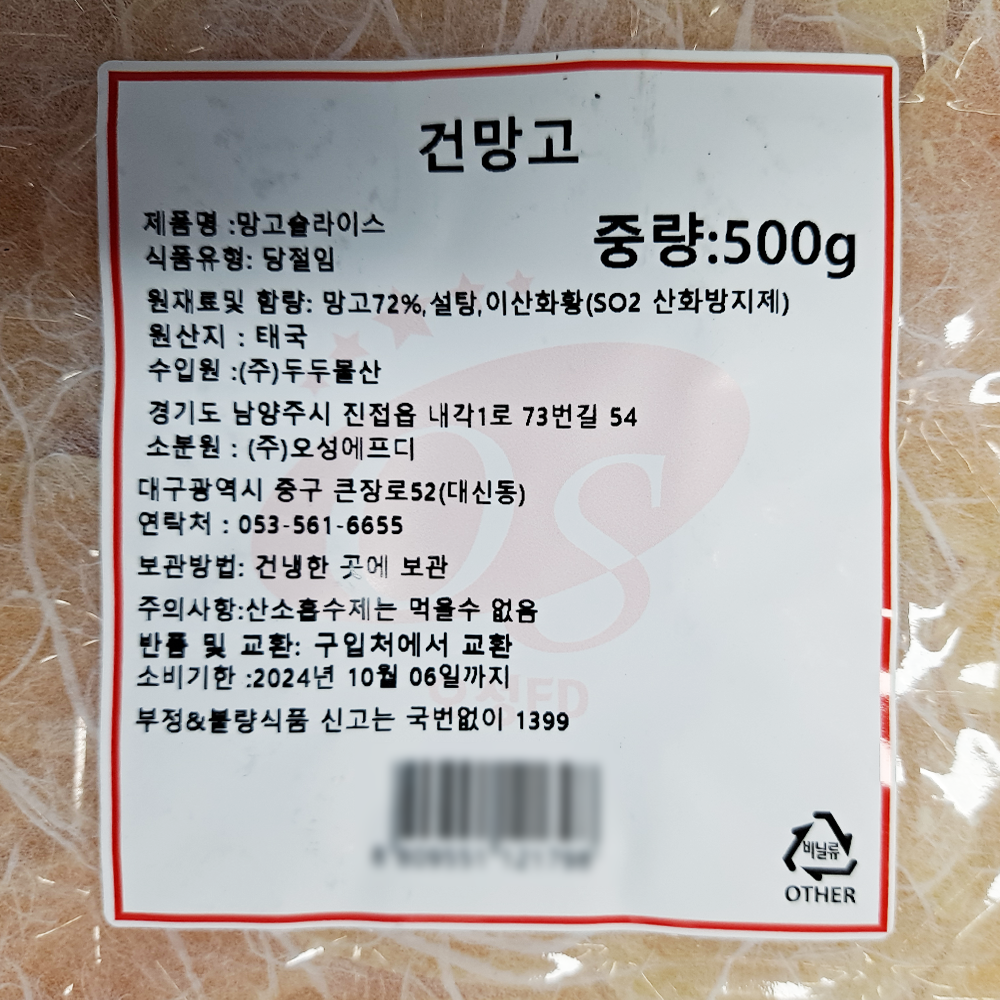 건망고
제품명 :망고슬라이스
중량:500g
식품유형: 당절임
원재료및 함량: 망고72%,설탕,이산화황(SO2 산화방지제)
원산지 : 태국
수입원 :(주)두두물산
경기도 남양주시 진접읍 내각1로 73번길 54
소분원 : (주)오성에프디
대구광역시 중구 큰장로52(대신동)
연락처 : 053-561-6655
보관방법: 건냉한 곳에 보관
주의사항:산소흡수제는 먹을수 없음
반품 및 교환: 구입처에서 교환
소비기한 :2024년 10월 06일까지
부정&불량식품 신고는 국번없이 1399
비닐류
OTHER
OS
오성FD